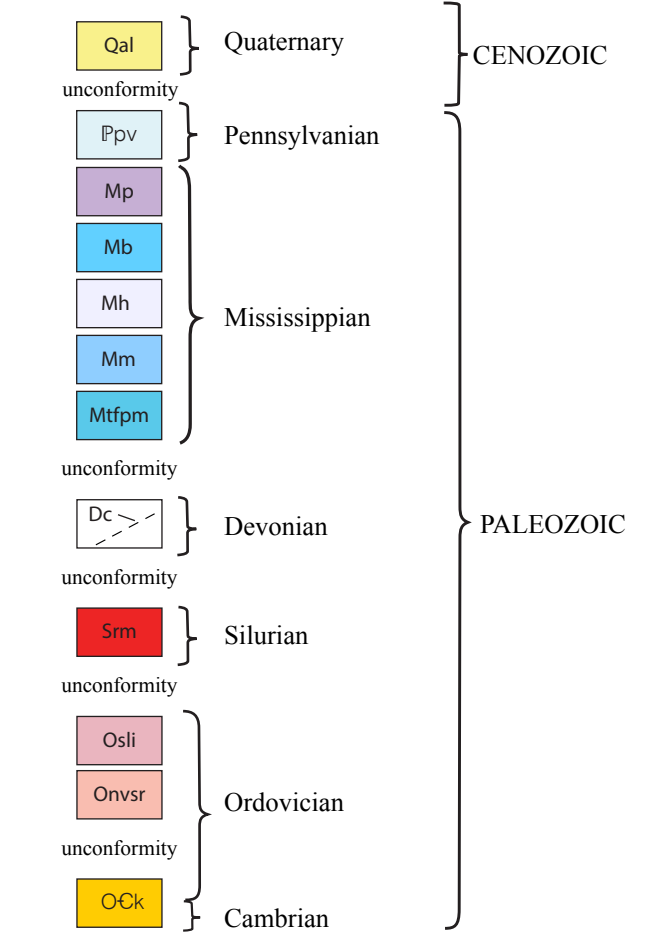 Qal
Quaternary
CENOZOIC
unconformity
ℙpv
Pennsylvanian
Mp
Mb
Mh
Mississippian
Mm
Mtfpm
unconformity
Dc
Devonian
PALEOZOIC
unconformity
Srm
Silurian
unconformity
Osli
Onvsr
Ordovician
unconformity
OꞒk
Cambrian